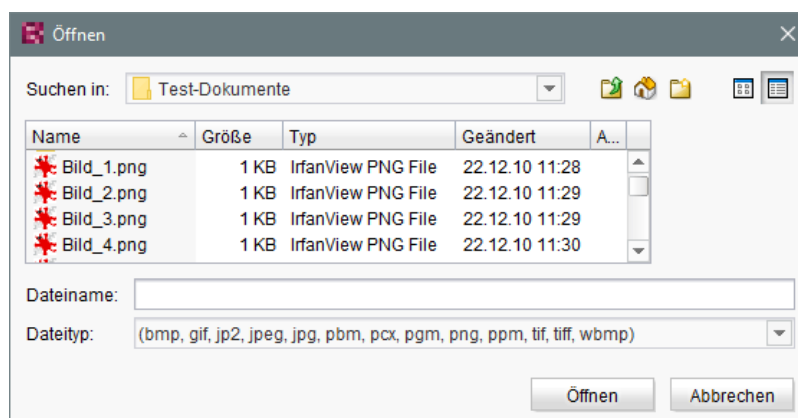 Öffnen
Suchen in: Test-Dokumente
Name Größe Typ Geändert A...
Bild_1.png 1 KB IrfanView PNG File 22.12.10 11:28
Bild_2.png 1 KB IrfanView PNG File 22.12.10 11:29
Bild_3.png 1 KB IrfanView PNG File 22.12.10 11:29
Bild_4.png 1 KB IrfanView PNG File 22.12.10 11:30
Dateiname:
Dateityp: (bmp, gif, jp2, jpeg, jpg, pbm, pcx, pgm, png, ppm, tif, tiff, wbmp)
Öffnen Abbrechen